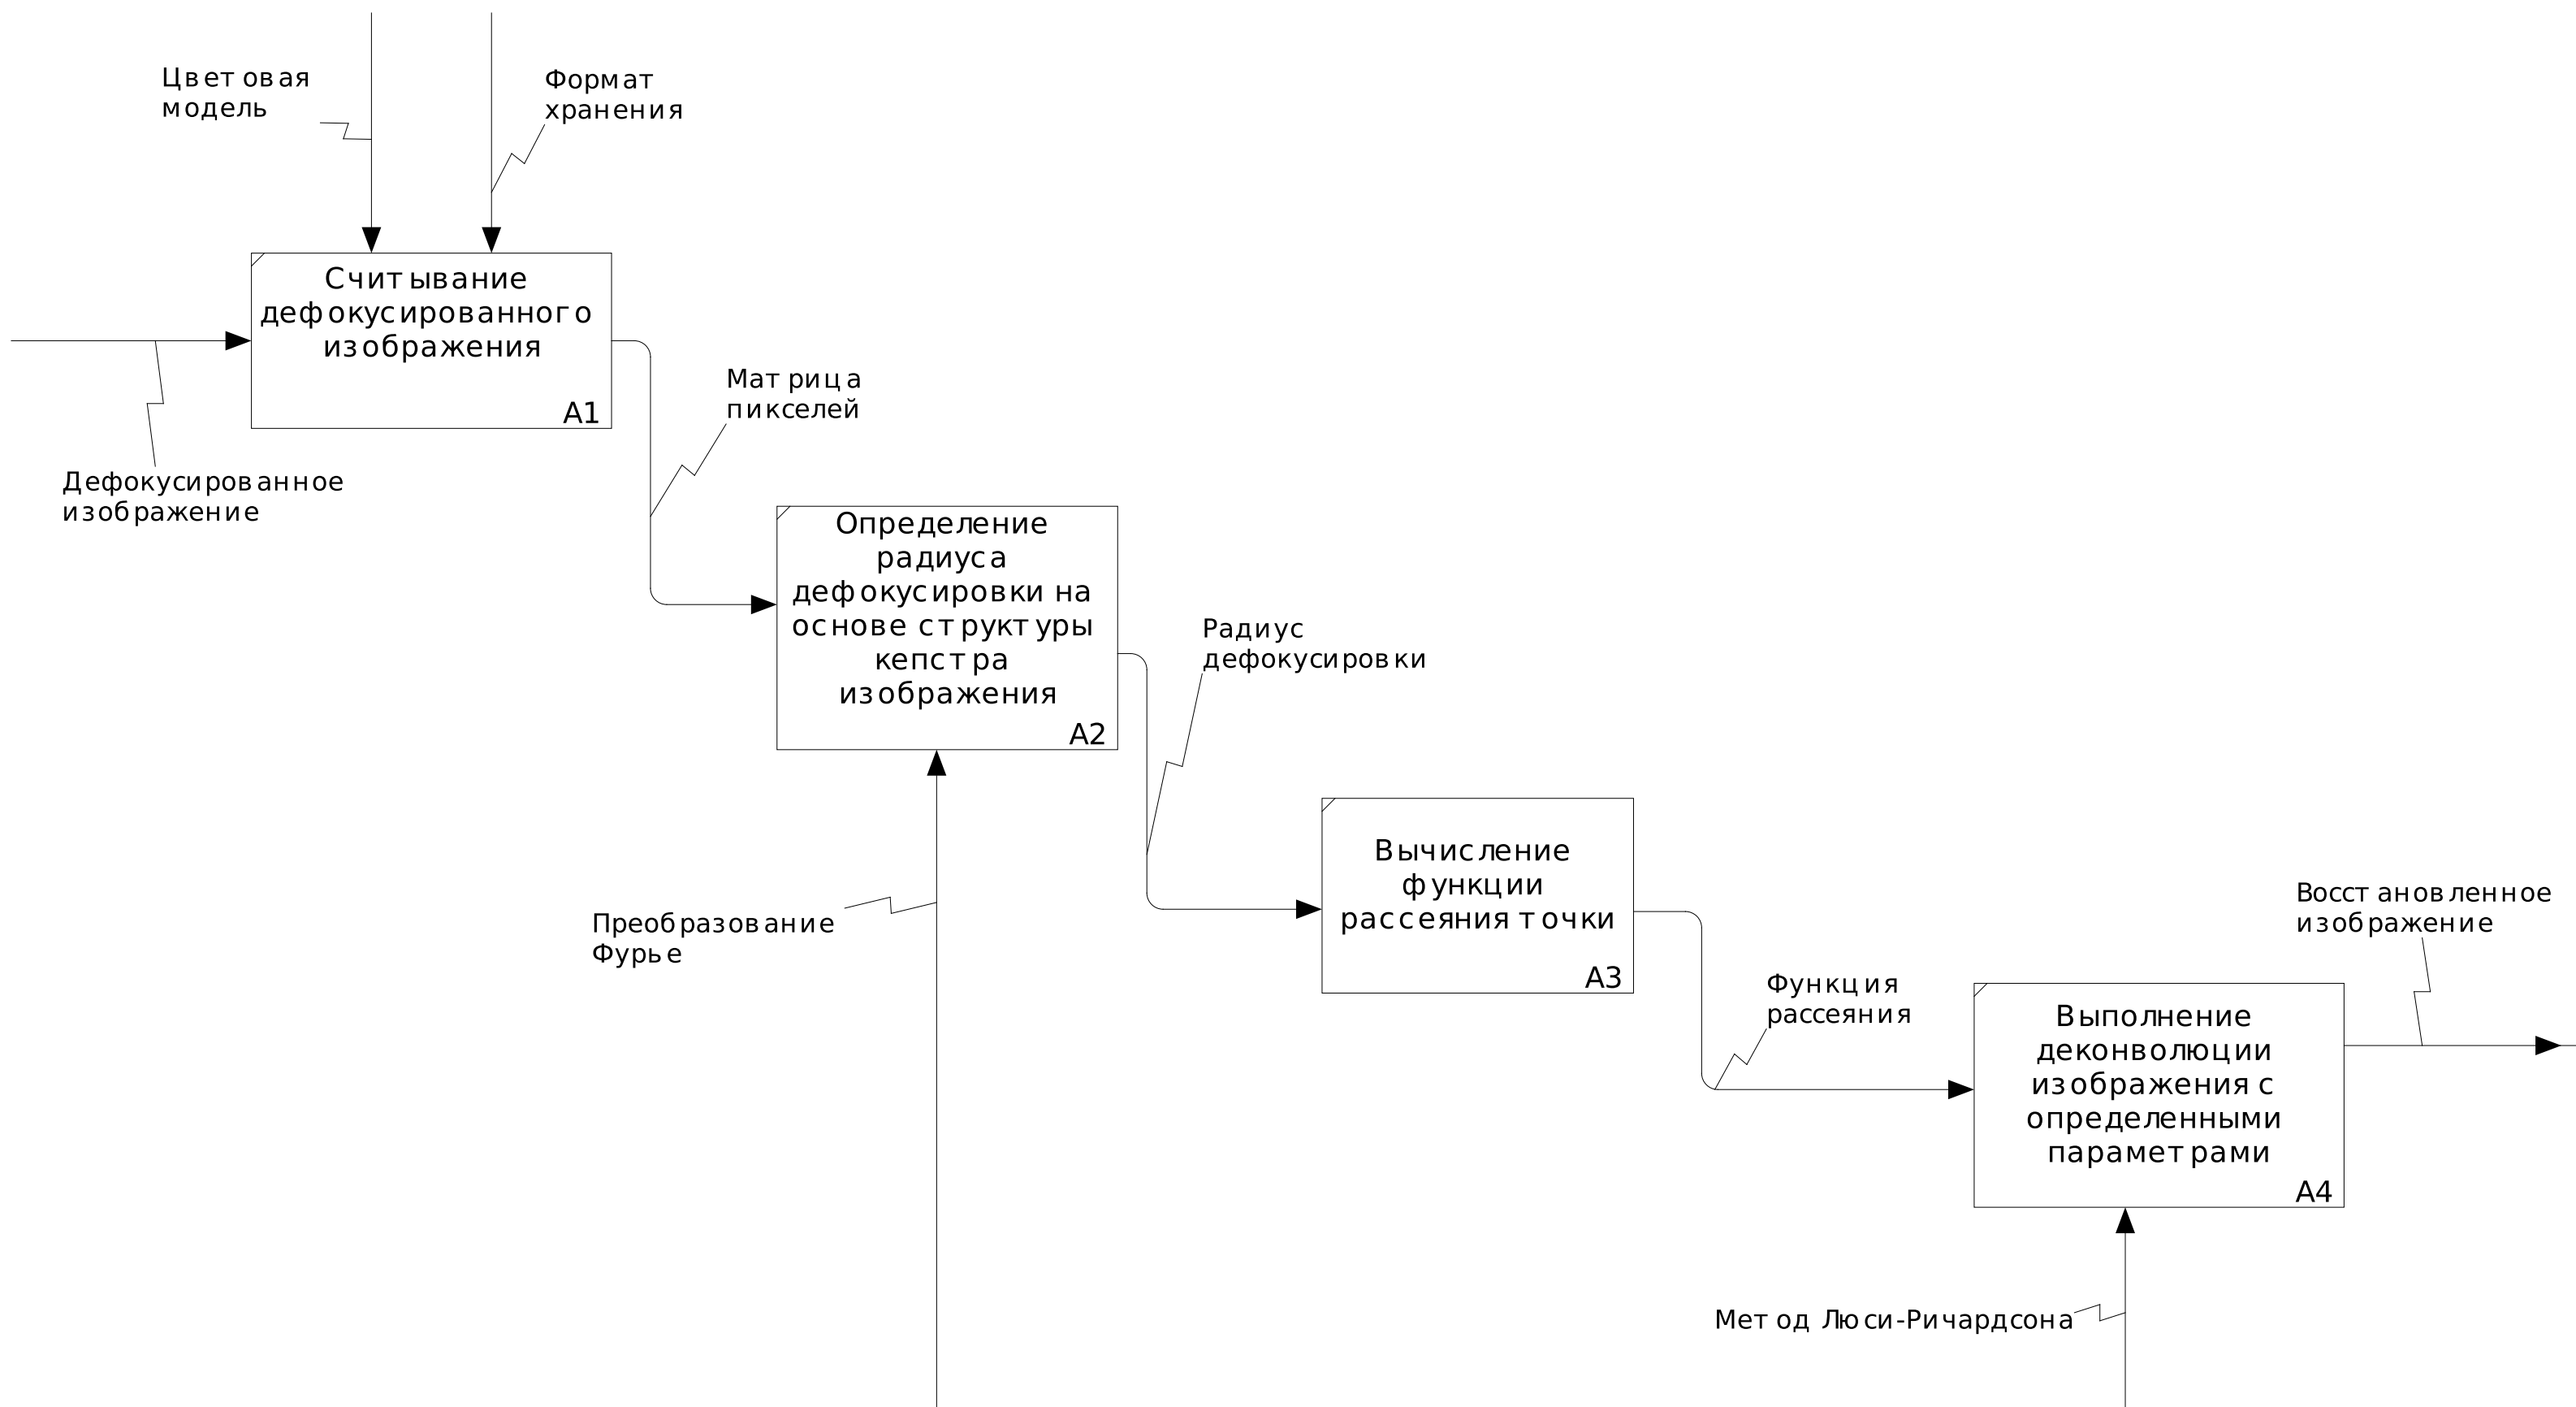 Цветовая
модель
Формат
хранения
Считывание
дефокусированного
изображения
A1
Дефокусированное
изображение
Матрица
пикселей
Определение
радиуса
дефокусировки на
основе структуры
кепстра
изображения
A2
Радиус
дефокусировки
Преобразование
Фурье
Вычисление
функции
рассеяния точки
A3
Функция
рассеяния
Выполнение
деконволюции
изображения с
определенными
параметрами
A4
Восстановленное
изображение
Метод Люси-Ричардсона